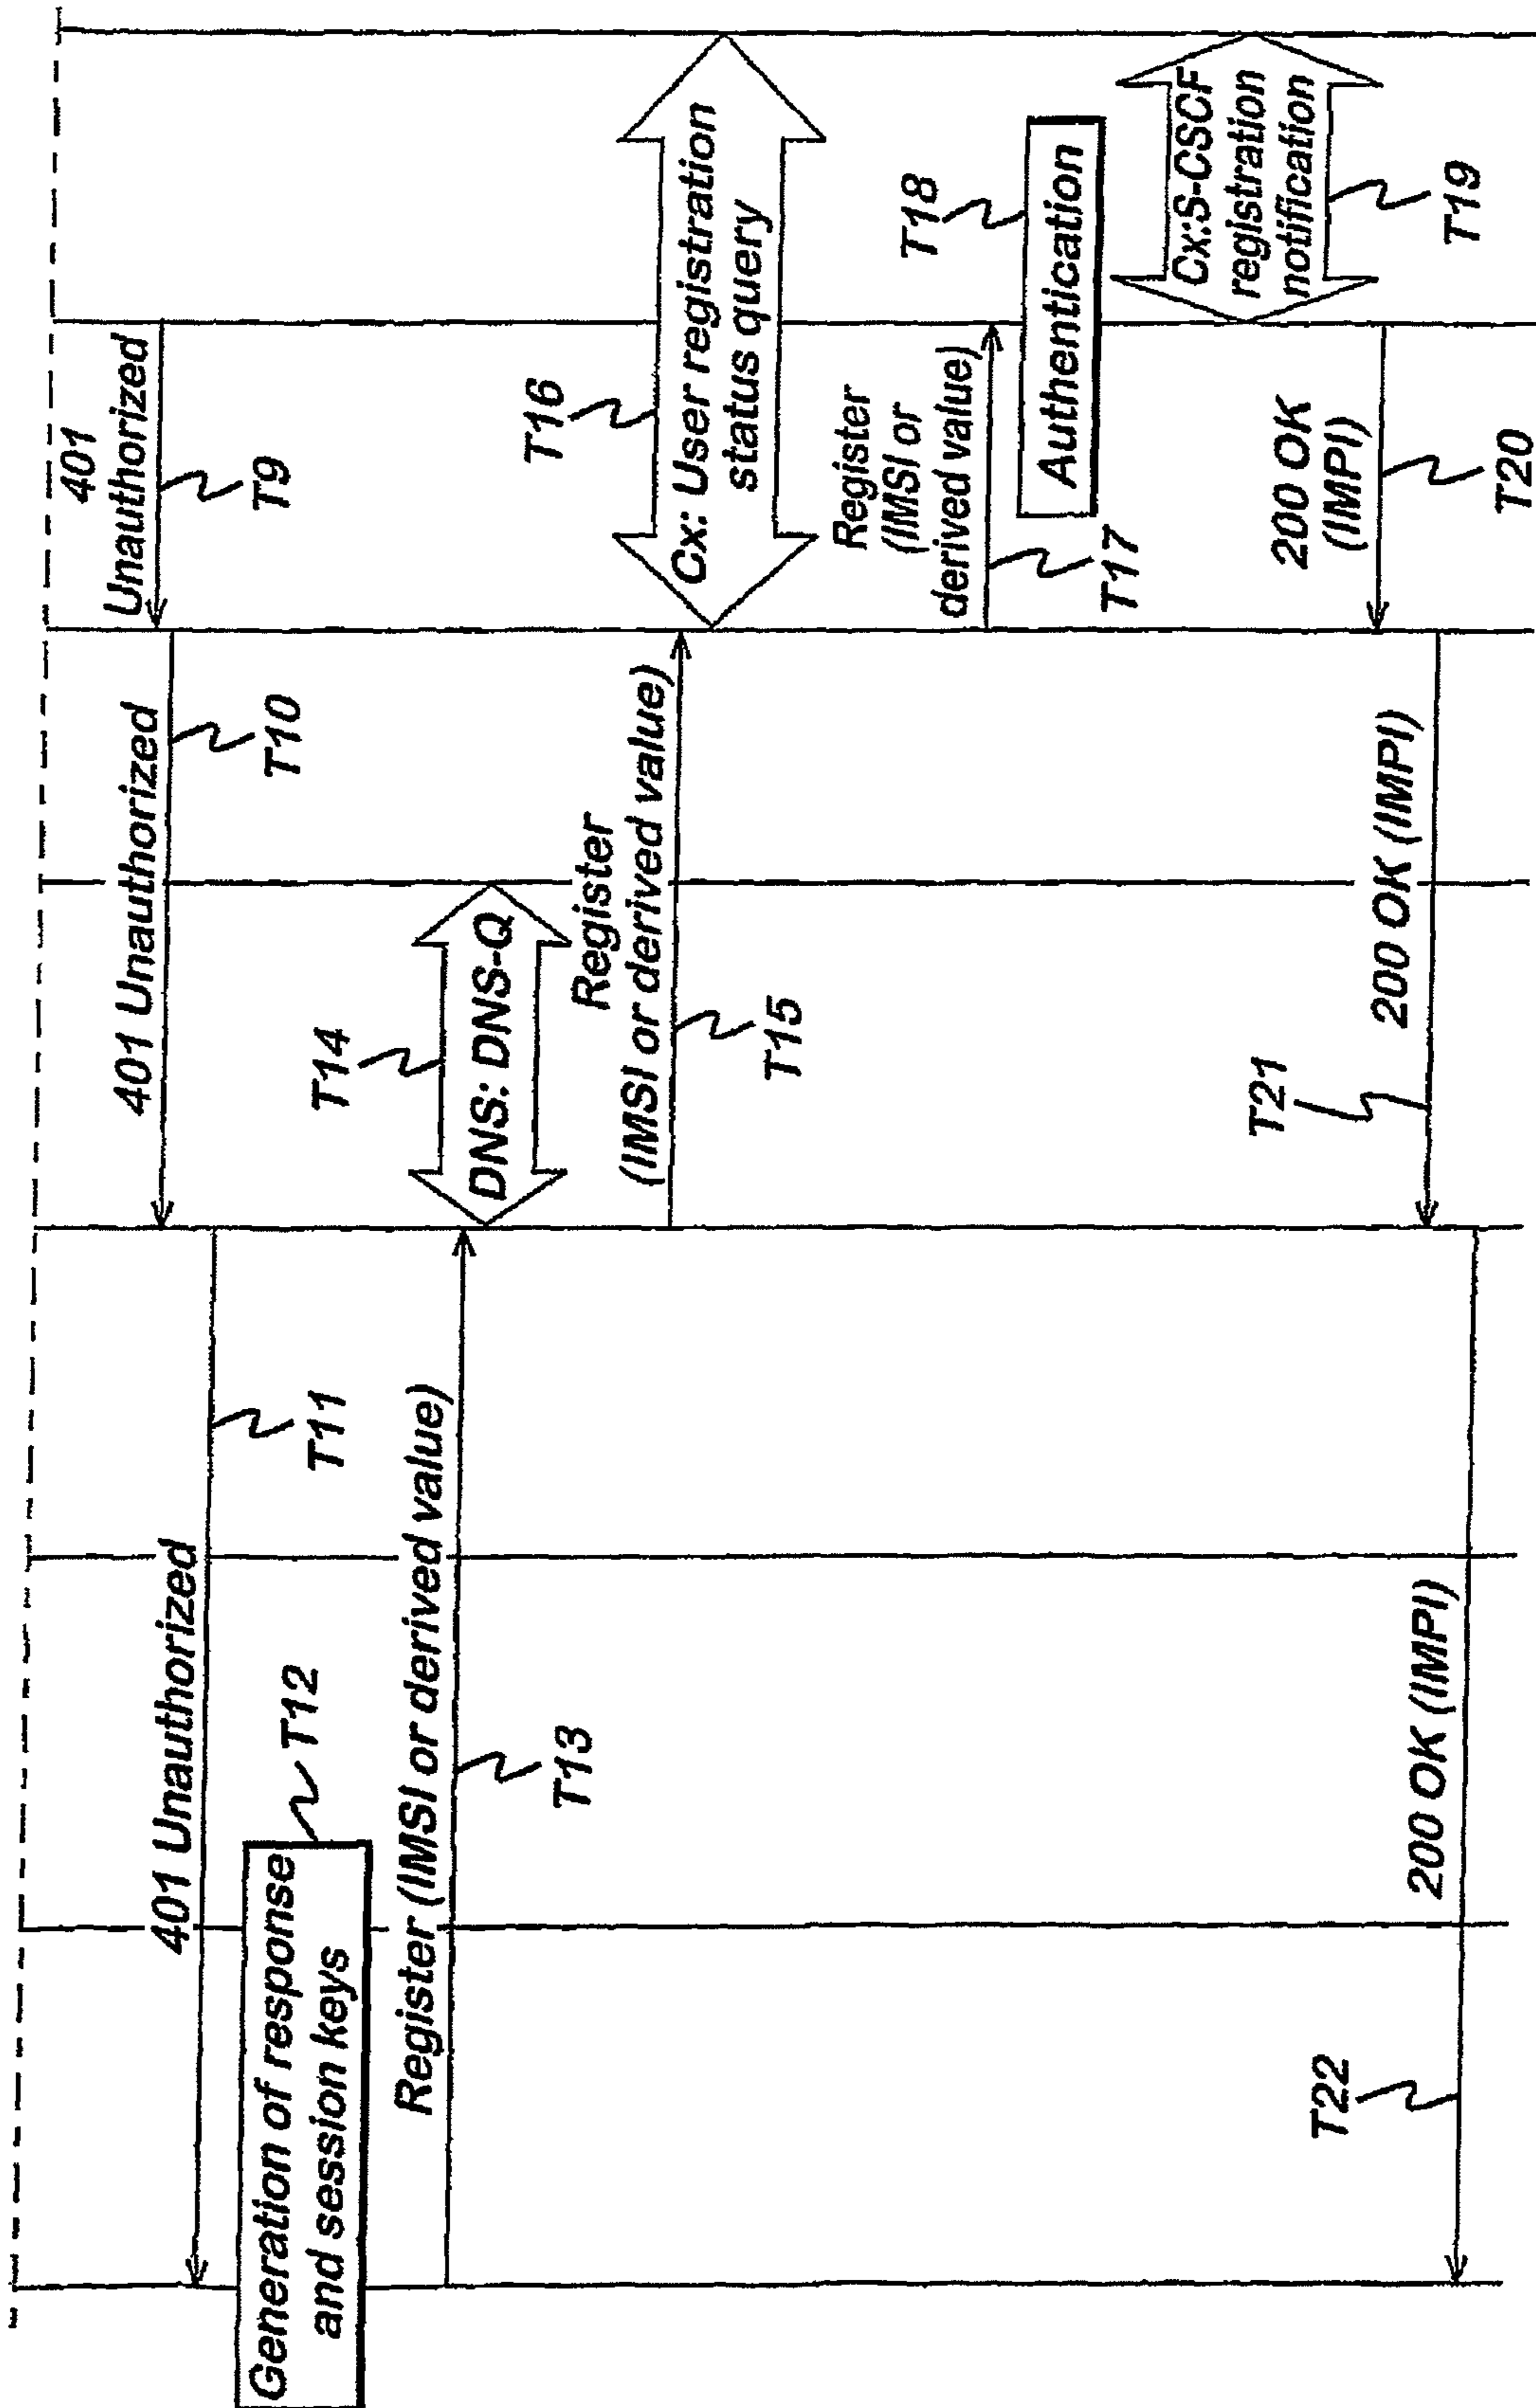 401
Unauthorized
T9
401 Unauthorized
T10
401 Unauthorized
T11
Generation of response
and session keys
T12
Register (IMSI or derived value)
T13
T14
DNS: DNS-Q
Register
(IMSI or derived value)
T15
T16
Cx: User registration
status query
Register
(IMSI or
derived value)
T17
T18
Authentication
Cx:S-CSCF
registration
notification
T19
200 OK
(IMPI)
T20
200 OK (IMPI)
T21
200 OK (IMPI)
T22